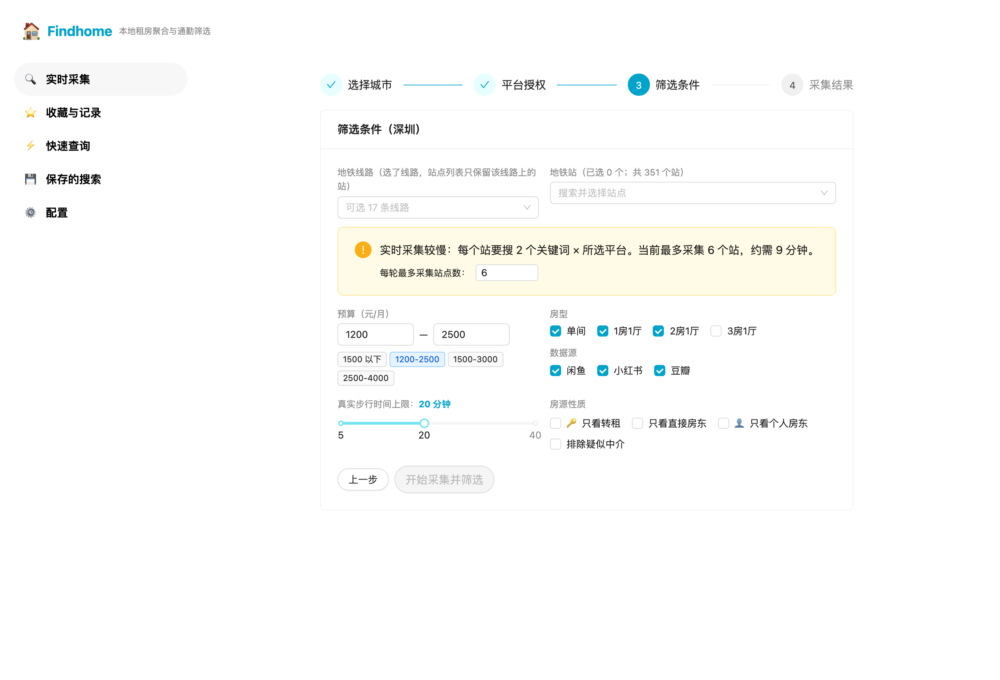 Findhome 本地租房聚合与通勤筛选
实时采集
收藏与记录
快速查询
保存的搜索
配置
选择城市
平台授权
3 筛选条件
4 采集结果
筛选条件（深圳）
地铁线路（选了线路，站点列表只保留该线路上的
站）
可选 17 条线路
地铁站（已选 0 个；共 351 个站）
搜索并选择站点
实时采集较慢：每个站要搜 2 个关键词 × 所选平台。当前最多采集 6 个站，约需 9 分钟。
每轮最多采集站点数： 6
预算（元/月）
1200 — 2500
1500 以下 1200-2500 1500-3000
2500-4000
房型
单间 1房1厅 2房1厅 3房1厅
数据源
闲鱼 小红书 豆瓣
真实步行时间上限：20 分钟
5 20 40
房源性质
只看转租 只看直接房东 只看个人房东
排除疑似中介
上一步 开始采集并筛选